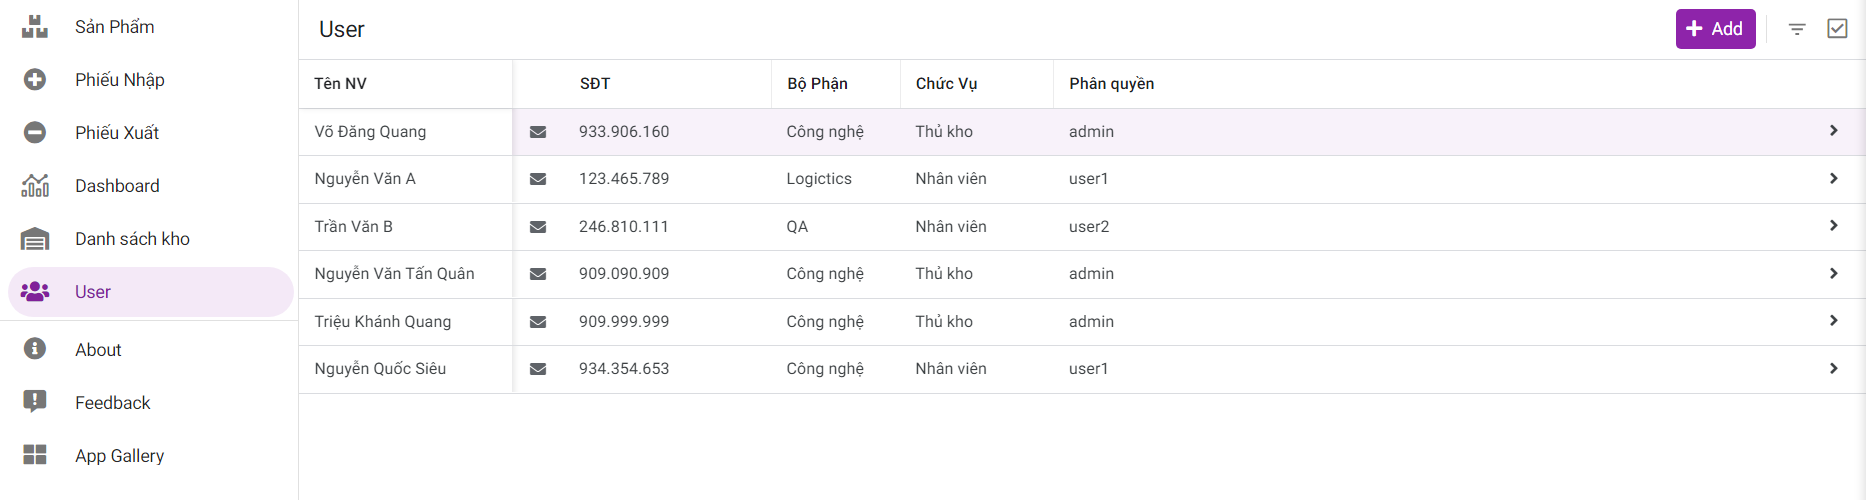 Sản Phẩm
Phiếu Nhập
Phiếu Xuất
Dashboard
Danh sách kho
User
About
Feedback
App Gallery
User
Add
Tên NV SĐT Bộ Phận Chức Vụ Phân quyền
Võ Đăng Quang 933.906.160 Công nghệ Thủ kho admin
Nguyễn Văn A 123.465.789 Logictics Nhân viên user1
Trần Văn B 246.810.111 QA Nhân viên user2
Nguyễn Văn Tấn Quân 909.090.909 Công nghệ Thủ kho admin
Triệu Khánh Quang 909.999.999 Công nghệ Thủ kho admin
Nguyễn Quốc Siêu 934.354.653 Công nghệ Nhân viên user1